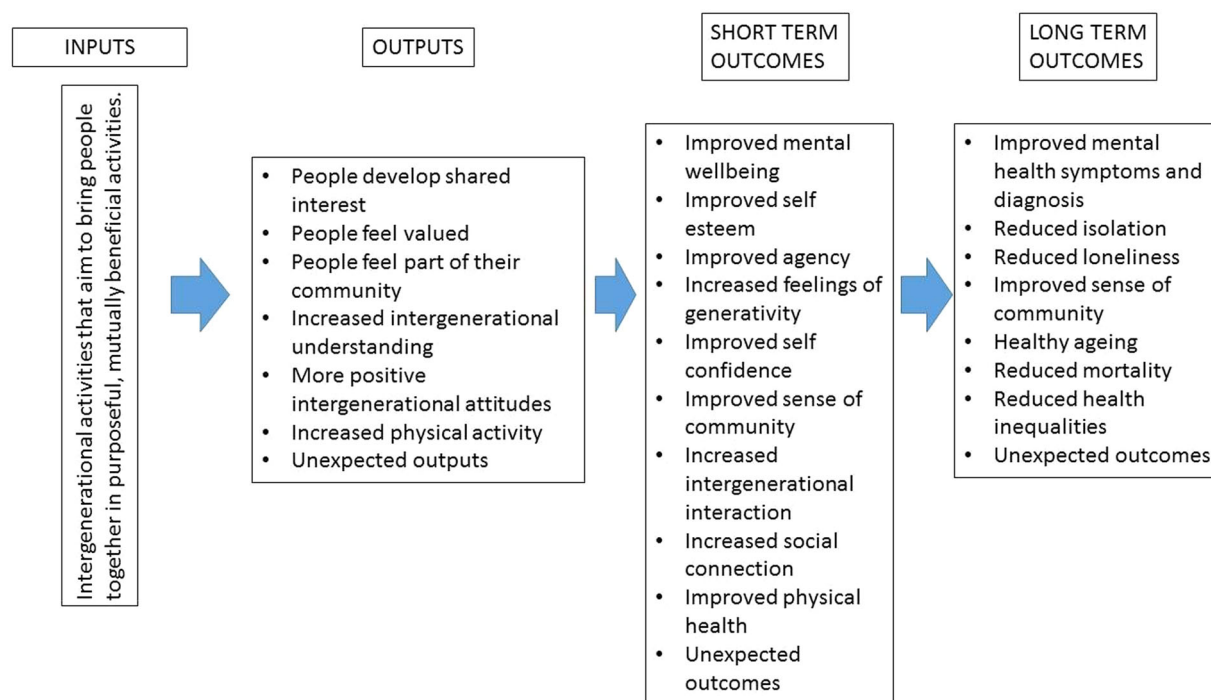 INPUTS
Intergenerational activities that aim to bring people
together in purposeful, mutually beneficial activities.
OUTPUTS
• People develop shared
interest
• People feel valued
• People feel part of their
community
• Increased intergenerational
understanding
• More positive
intergenerational attitudes
• Increased physical activity
• Unexpected outputs
SHORT TERM
OUTCOMES
• Improved mental
wellbeing
• Improved self
esteem
• Improved agency
• Increased feelings of
generativity
• Improved self
confidence
• Improved sense of
community
• Increased
intergenerational
interaction
• Increased social
connection
• Improved physical
health
• Unexpected
outcomes
LONG TERM
OUTCOMES
• Improved mental
health symptoms and
diagnosis
• Reduced isolation
• Reduced loneliness
• Improved sense of
community
• Healthy ageing
• Reduced mortality
• Reduced health
inequalities
• Unexpected outcomes